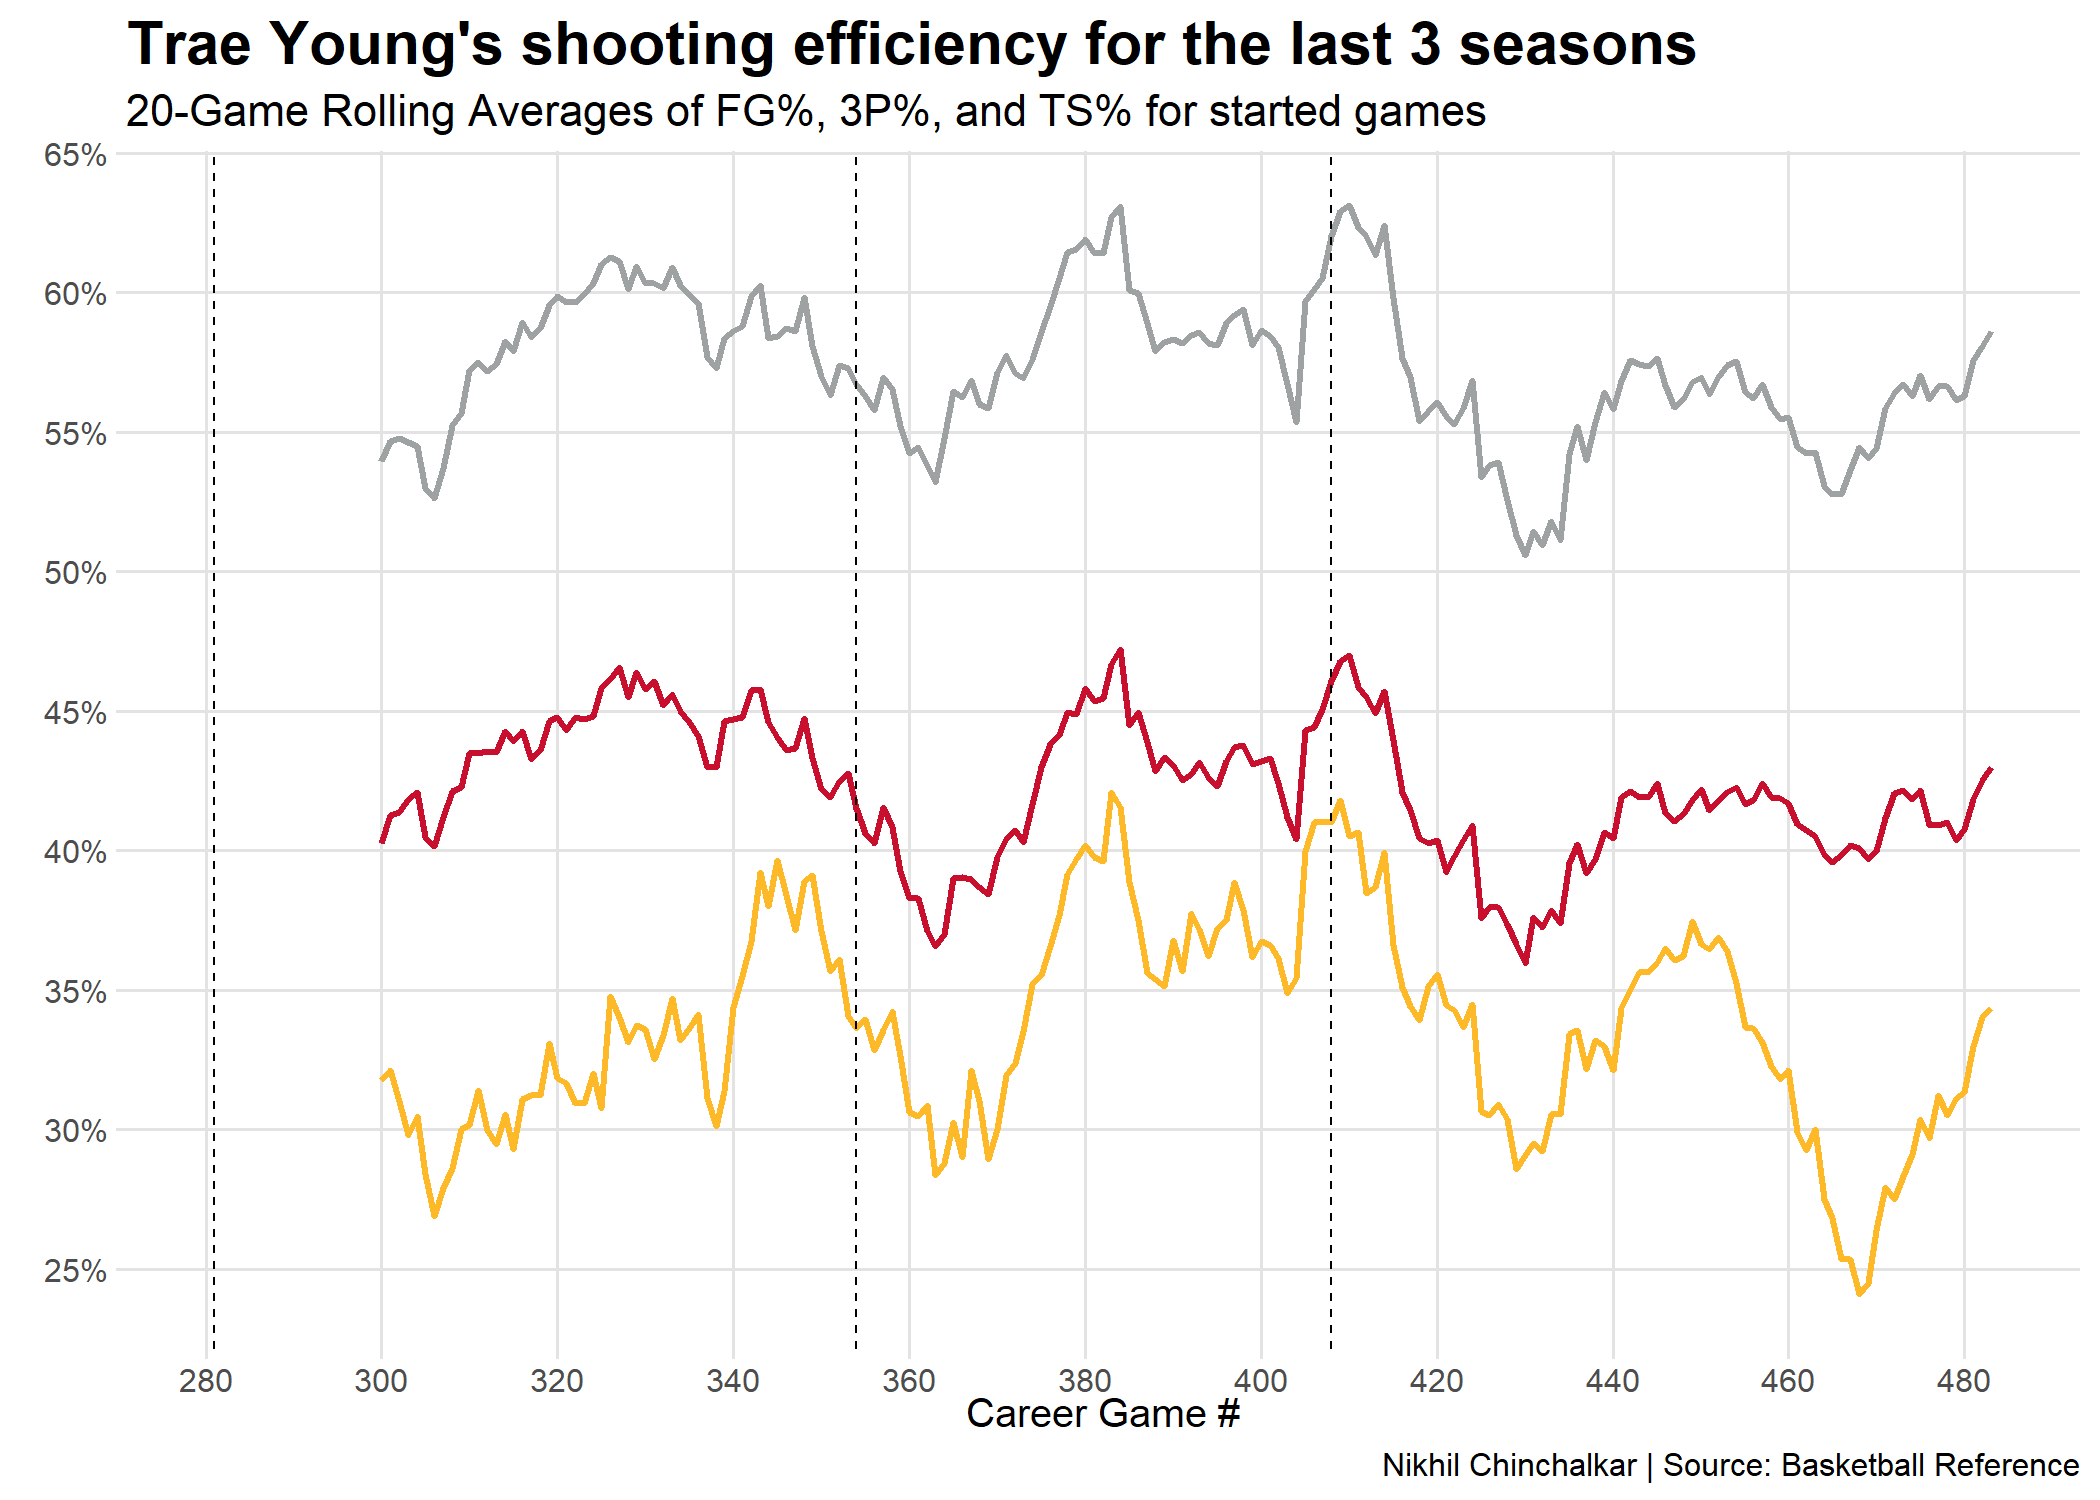 Trae Young's shooting efficiency for the last 3 seasons
20-Game Rolling Averages of FG%, 3P%, and TS% for started games
65%
60%
55%
50%
45%
40%
35%
30%
25%
280 300 320 340 360 380 400 420 440 460 480
Career Game #
Nikhil Chinchalkar | Source: Basketball Reference